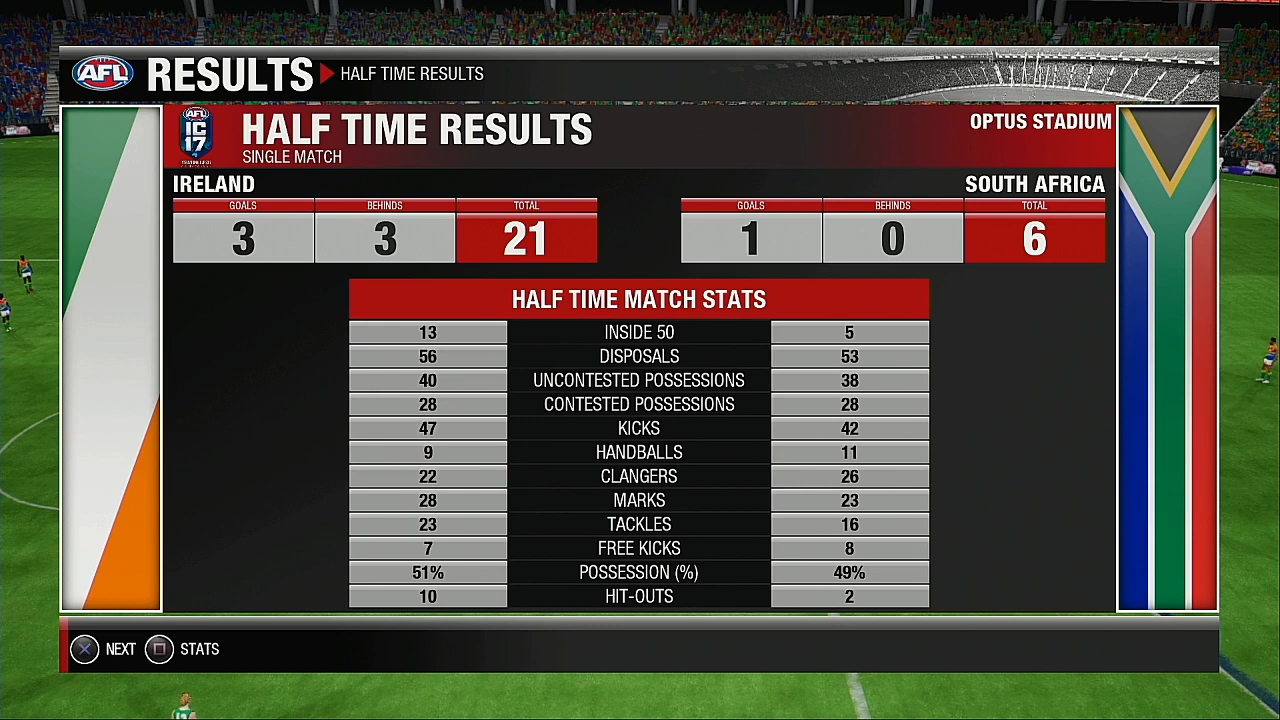 AFL RESULTS HALF TIME RESULTS
AFL
IC
17
HALF TIME RESULTS
SINGLE MATCH
OPTUS STADIUM
IRELAND SOUTH AFRICA
GOALS BEHINDS TOTAL GOALS BEHINDS TOTAL
3 3 21 1 0 6
HALF TIME MATCH STATS
13 INSIDE 50 5
56 DISPOSALS 53
40 UNCONTESTED POSSESSIONS 38
28 CONTESTED POSSESSIONS 28
47 KICKS 42
9 HANDBALLS 11
22 CLANGERS 26
28 MARKS 23
23 TACKLES 16
7 FREE KICKS 8
51% POSSESSION (%) 49%
10 HIT-OUTS 2
NEXT STATS